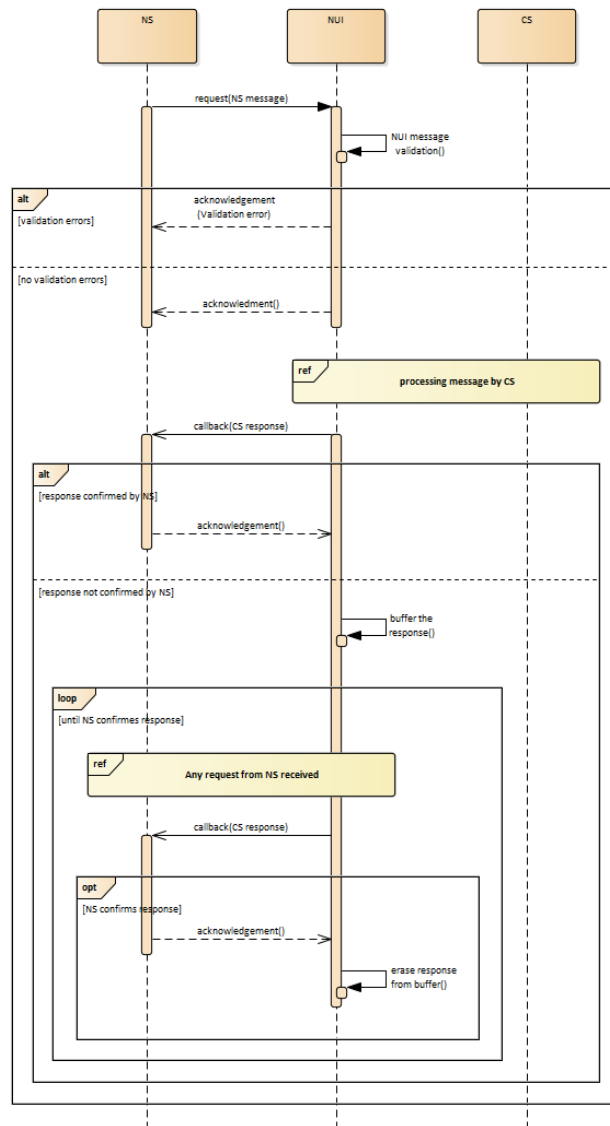 NS
NUI
CS
request(NS message)
NUI message
validation()
alt
[validation errors]
acknowledgement
(Validation error)
[no validation errors]
acknowledment()
ref
processing message by CS
callback(CS response)
alt
[response confirmed by NS]
acknowledgement()
[response not confirmed by NS]
buffer the
response()
loop
[until NS confirmes response]
ref
Any request from NS received
callback(CS response)
opt
[NS confirms response]
acknowledgement()
erase response
from buffer()